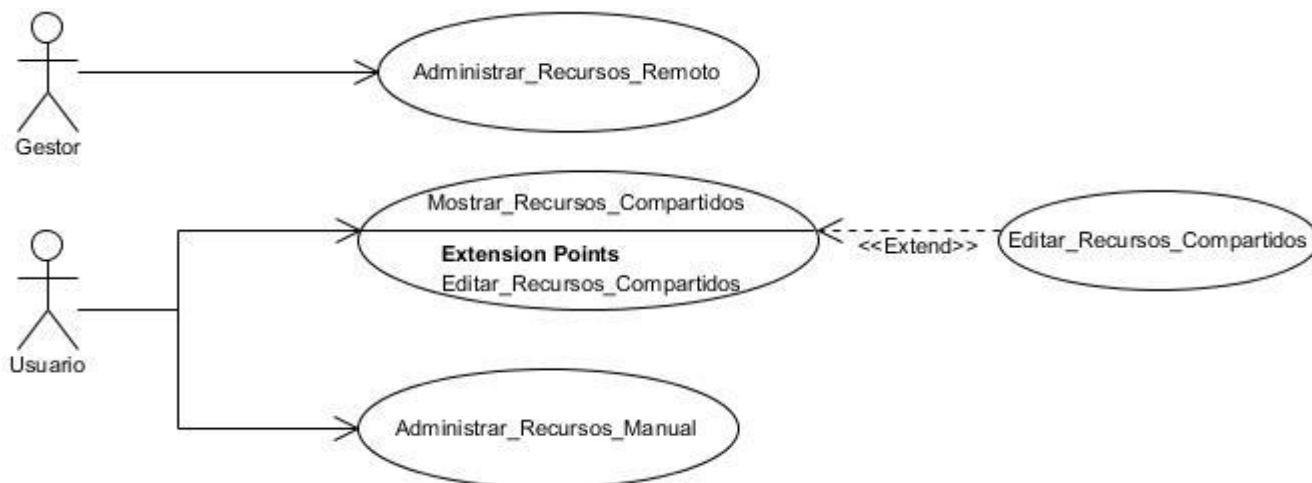 Administrar_Recursos_Remoto
Gestor
Mostrar_Recursos_Compartidos
Extension Points
Editar_Recursos_Compartidos
<<Extend>>
Editar_Recursos_Compartidos
Usuario
Administrar_Recursos_Manual